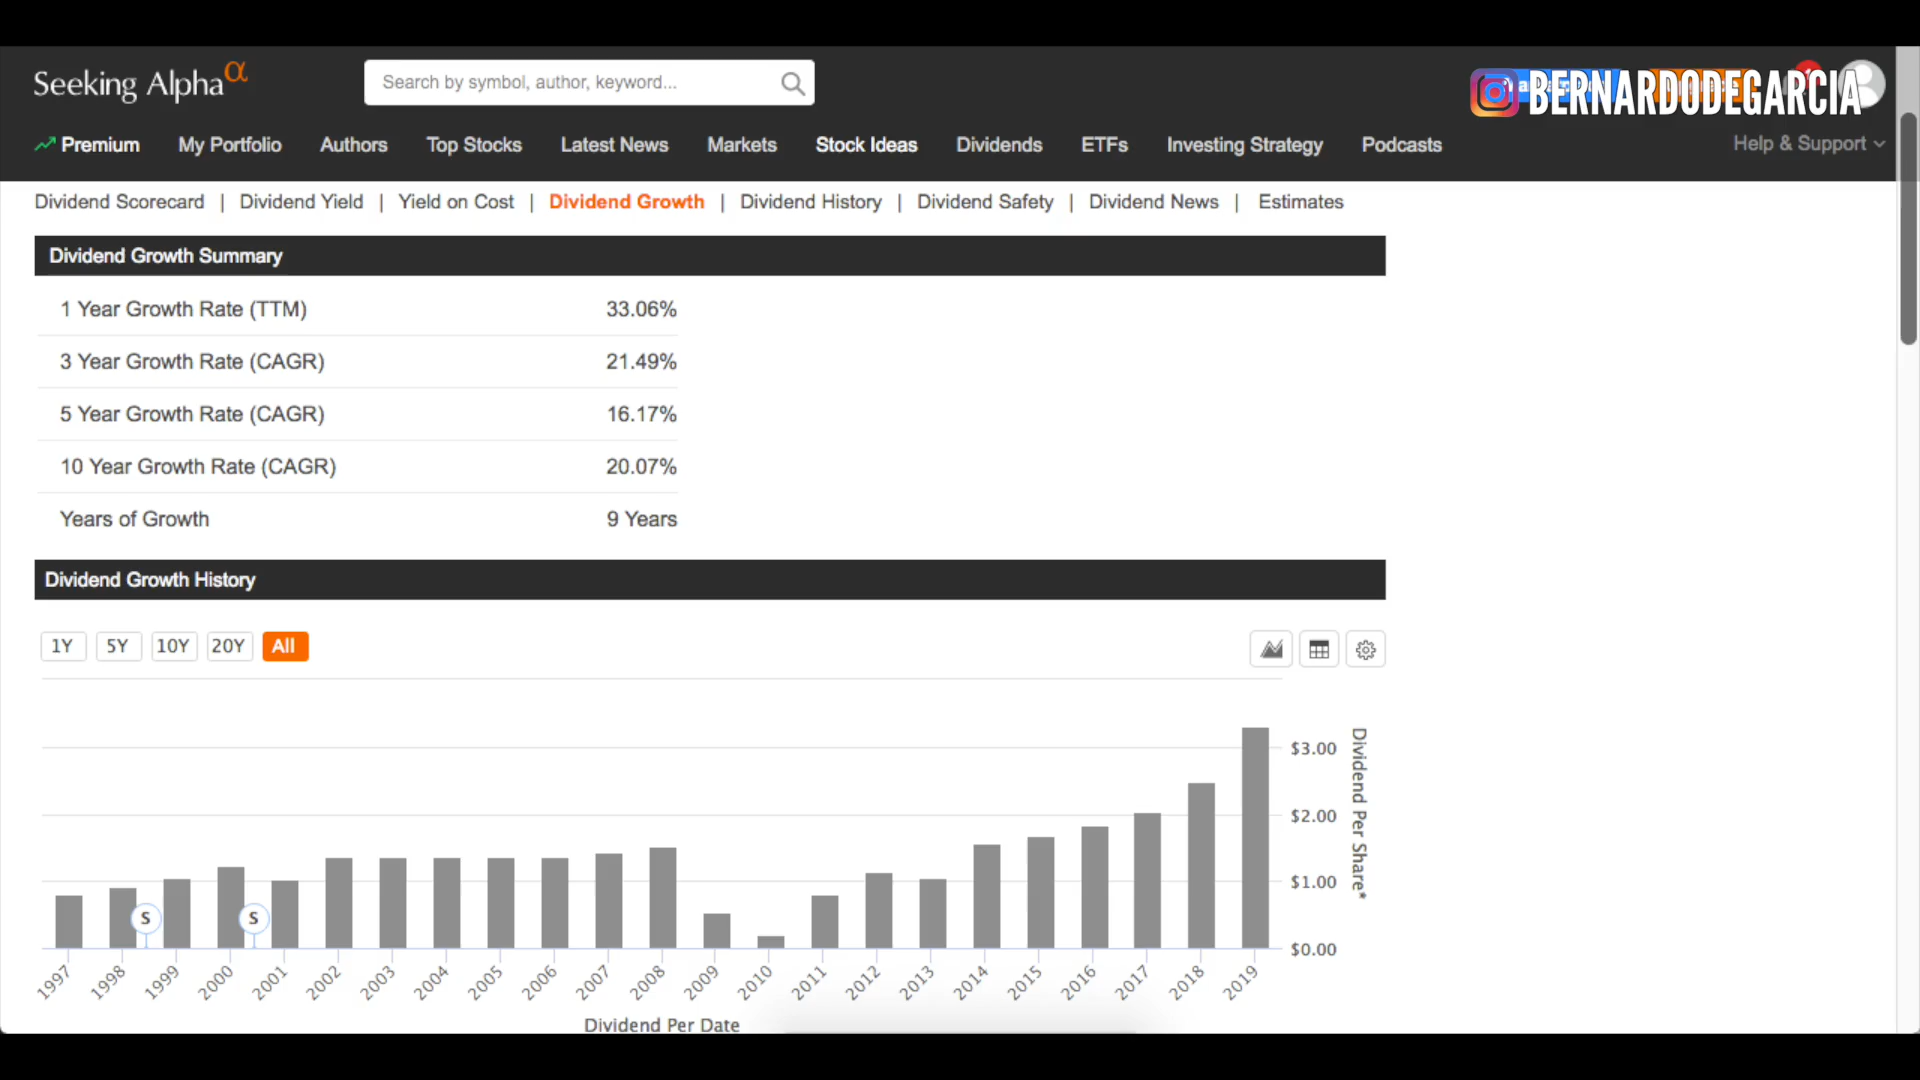 Seeking Alpha α
Search by symbol, author, keyword...
BERNARDODEGARCIA
Premium My Portfolio Authors Top Stocks Latest News Markets Stock Ideas Dividends ETFs Investing Strategy Podcasts Help & Support
Dividend Scorecard | Dividend Yield | Yield on Cost | Dividend Growth | Dividend History | Dividend Safety | Dividend News | Estimates
Dividend Growth Summary
1 Year Growth Rate (TTM) 33.06%
3 Year Growth Rate (CAGR) 21.49%
5 Year Growth Rate (CAGR) 16.17%
10 Year Growth Rate (CAGR) 20.07%
Years of Growth 9 Years
Dividend Growth History
1Y 5Y 10Y 20Y All
$3.00
$2.00
$1.00
$0.00
Dividend Per Share*
S S
1997 1998 1999 2000 2001 2002 2003 2004 2005 2006 2007 2008 2009 2010 2011 2012 2013 2014 2015 2016 2017 2018 2019
Dividend Per Date